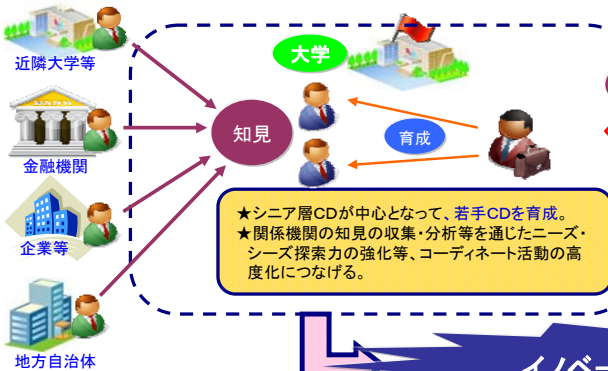 近隣大学等
大学
知見
育成
金融機関
企業等
地方自治体
★シニア層CDが中心となって、若手CDを育成。
★関係機関の知見の収集・分析等を通じたニーズ・
シーズ探索力の強化等、コーディネート活動の高
度化につなげる。
イノベー